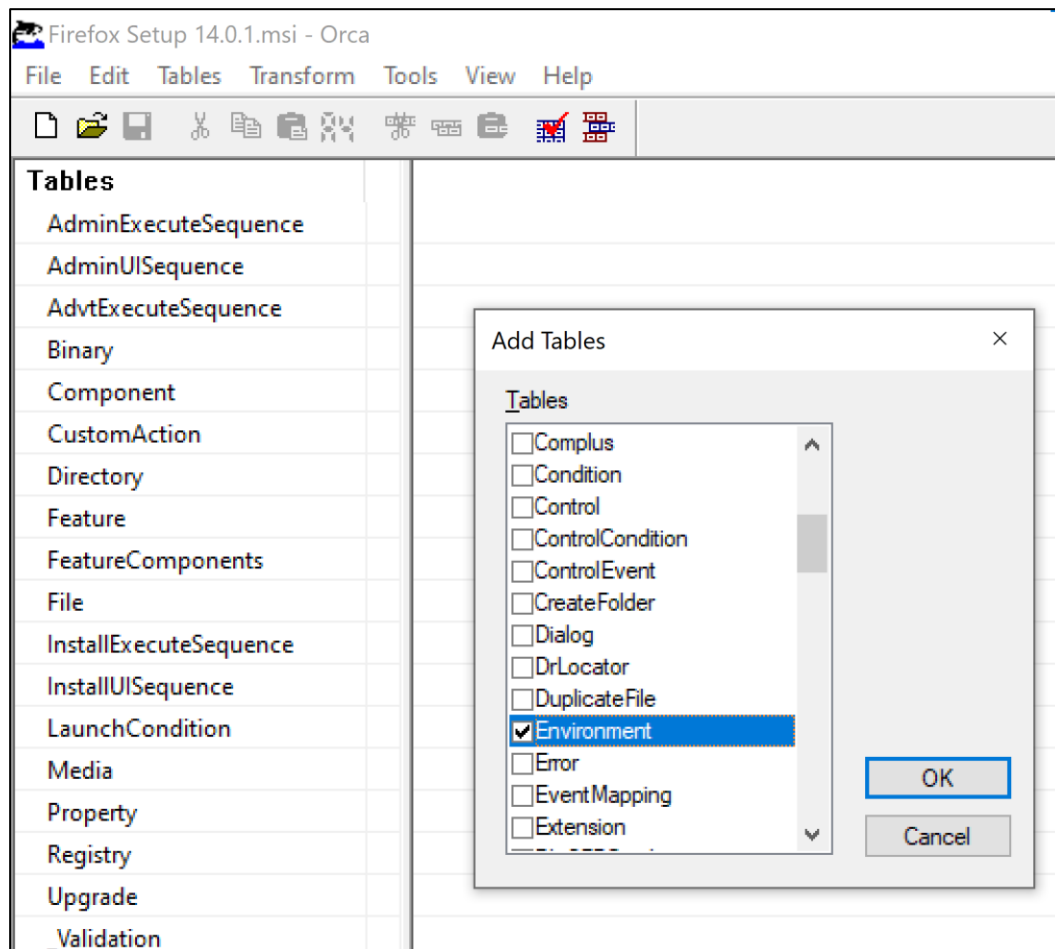 Firefox Setup 14.0.1.msi - Orca
File Edit Tables Transform Tools View Help
Tables
AdminExecuteSequence
AdminUISequence
AdvtExecuteSequence
Binary
Component
CustomAction
Directory
Feature
FeatureComponents
File
InstallExecuteSequence
InstallUISequence
LaunchCondition
Media
Property
Registry
Upgrade
_Validation
Add Tables
Tables
Complus
Condition
Control
ControlCondition
ControlEvent
CreateFolder
Dialog
DrLocator
DuplicateFile
Environment
Error
EventMapping
Extension
OK
Cancel